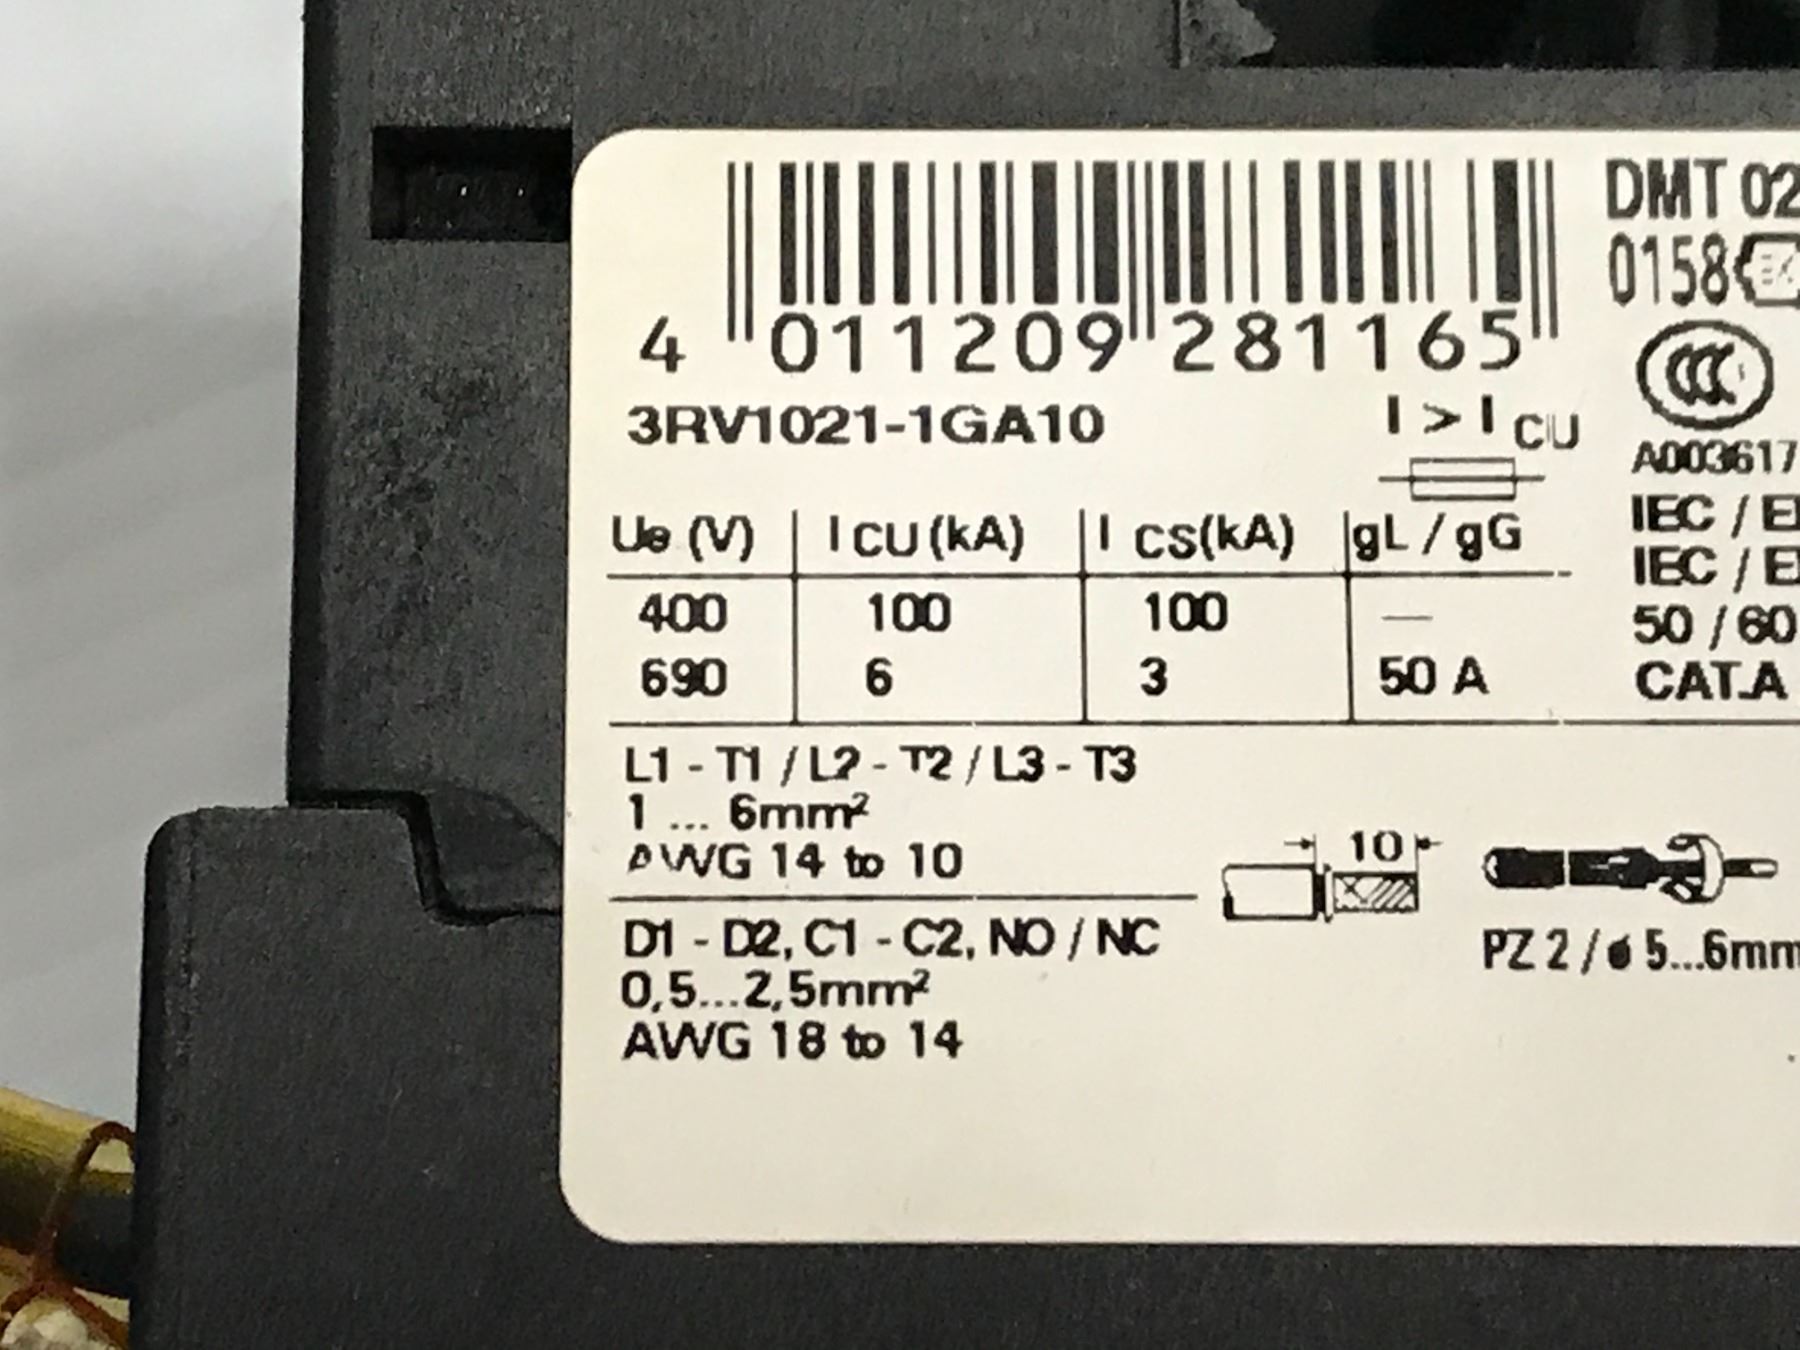 4 011209 281165
3RV1021-1GA10
I > I CU
Ue (V) I CU (kA) I CS(kA) gL / gG
400 100 100 —
690 6 3 50 A
L1 - T1 / L2 - T2 / L3 - T3
1 ... 6mm²
AWG 14 to 10
D1 - D2, C1 - C2, NO / NC
0,5...2,5mm²
AWG 18 to 14
10
PZ 2 / ø 5...6mm
DMT 02
0158
CCC
A003617
IEC / E
IEC / E
50 / 60
CAT.A